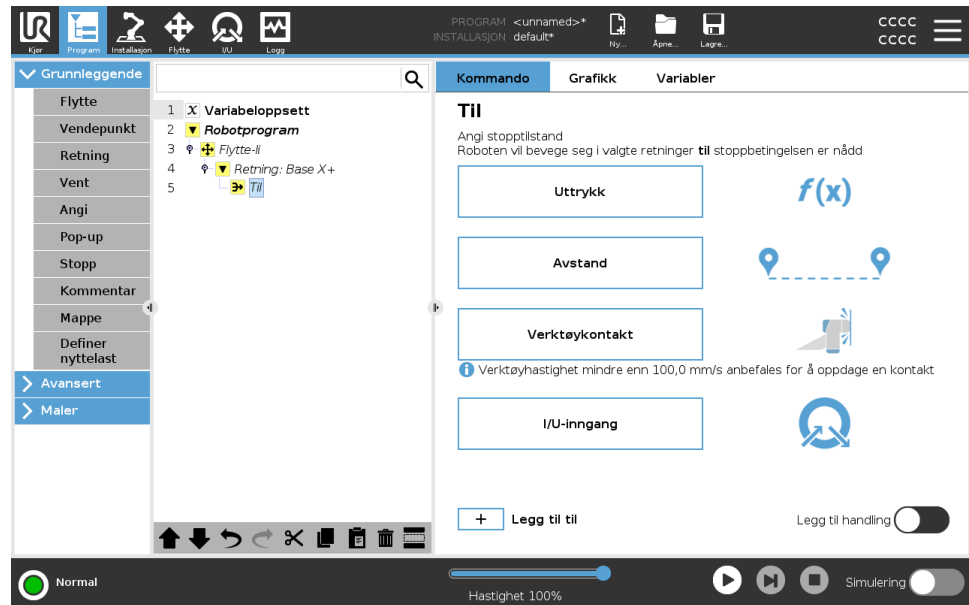 PROGRAM <unnamed>*
INSTALLASJON default*
CCCC
CCCC
Kjør Program Installasjon Flytte I/U Logg Ny... Åpne... Lagre...
Grunnleggende
Flytte
Vendepunkt
Retning
Vent
Angi
Pop-up
Stopp
Kommentar
Mappe
Definer
nyttelast
Avansert
Maler
1 X Variabeloppsett
2 Robotprogram
3 Flytte-li
4 Retning: Base X+
5 Til
Kommando Grafikk Variabler
Til
Angi stopptilstand
Roboten vil bevege seg i valgte retninger til stoppbetingelsen er nådd
Uttrykk f(x)
Avstand
Verktøykontakt
Verktøyhastighet mindre enn 100,0 mm/s anbefales for å oppdage en kontakt
I/U-inngang
+ Legg til til
Legg til handling
Normal
Hastighet 100%
Simulering